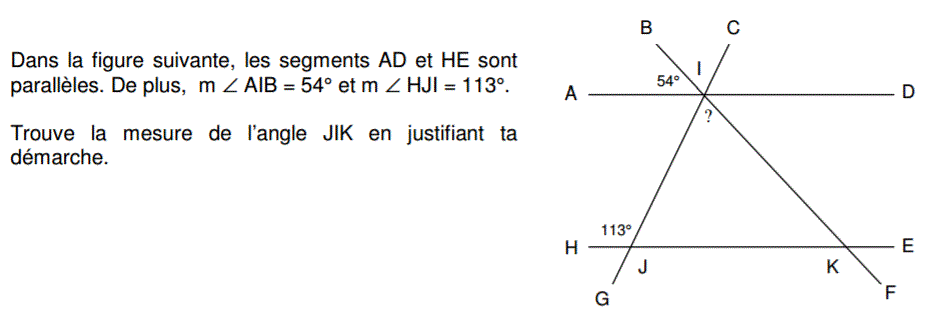 Dans la figure suivante, les segments AD et HE sont
parallèles. De plus, m ∠ AIB = 54° et m ∠ HJI = 113°.
Trouve la mesure de l'angle JIK en justifiant ta
démarche.
B C
I
54°
A D
?
113°
H E
J K
G F